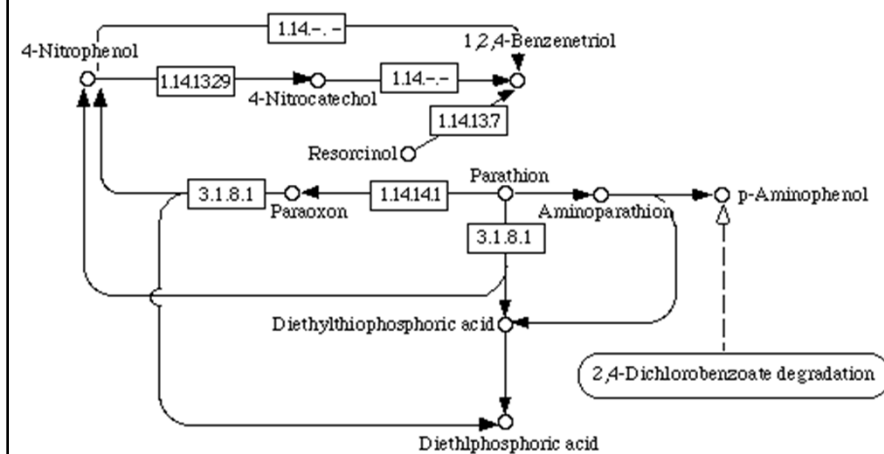 1.14.-. -
4-Nitrophenol
1,2,4-Benzenetriol
1.14.1329
1.14.-.-
4-Nitrocatechol
1.14.13.7
Resorcinol
Parathion
3.1.8.1
1.14.14.1
p-Aminophenol
Paraoxon
Aminoparathion
3.1.8.1
Diethylthiophosphoric acid
2,4-Dichlorobenzoate degradation
Diethlphosphoric acid